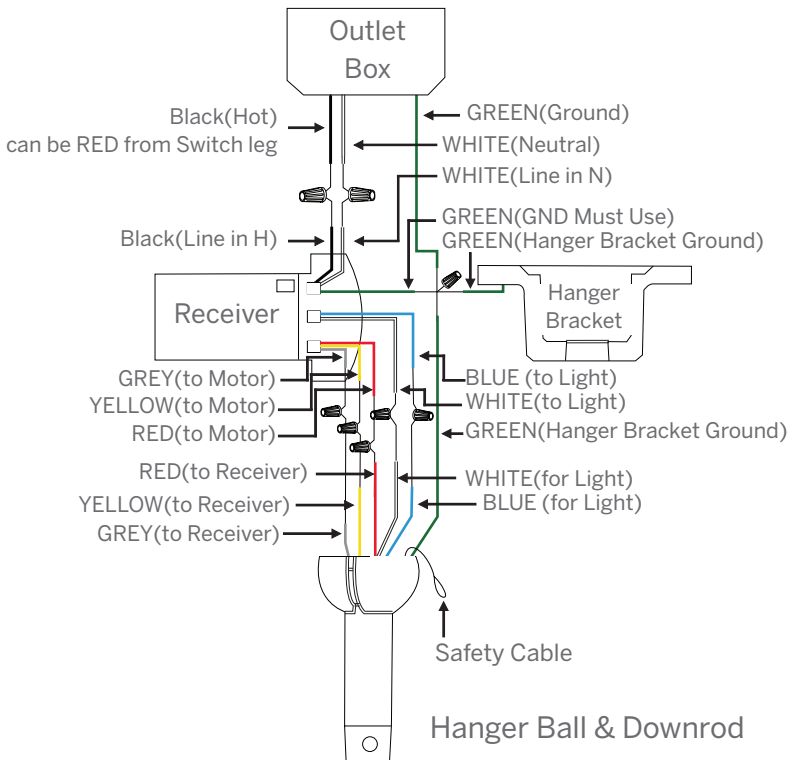 Outlet
Box
Black(Hot)
can be RED from Switch leg
GREEN(Ground)
WHITE(Neutral)
WHITE(Line in N)
GREEN(GND Must Use)
Black(Line in H)
GREEN(Hanger Bracket Ground)
Receiver
Hanger
Bracket
GREY(to Motor)
BLUE (to Light)
YELLOW(to Motor)
WHITE(to Light)
RED(to Motor)
GREEN(Hanger Bracket Ground)
RED(to Receiver)
WHITE(for Light)
YELLOW(to Receiver)
BLUE (for Light)
GREY(to Receiver)
Safety Cable
Hanger Ball & Downrod